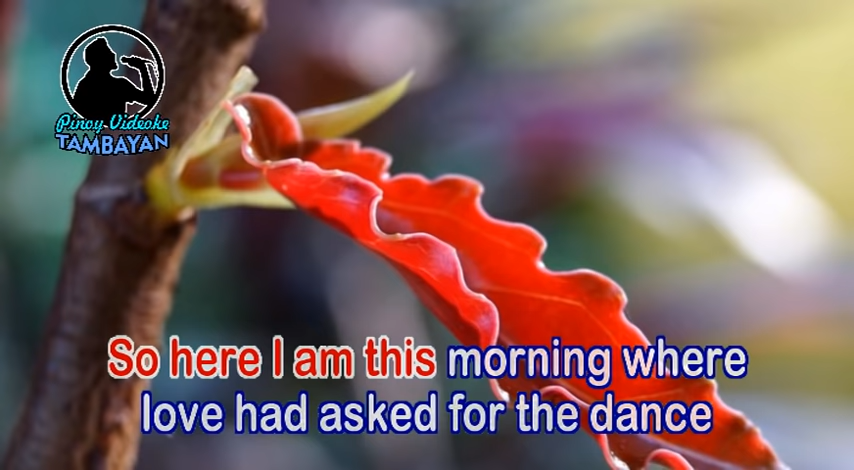 Pinoy Videoke
TAMBAYAN
So here I am this morning where
love had asked for the dance